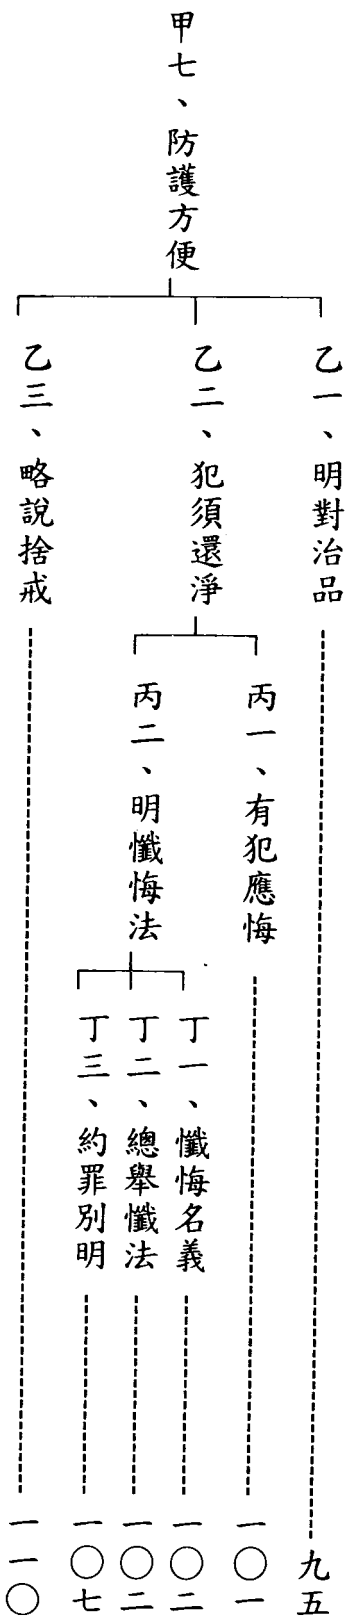 甲七、防護方便
乙一、明對治品 九五
乙二、犯須還淨
丙一、有犯應悔 一〇一
丙二、明懺悔法
丁一、懺悔名義 一〇二
丁二、總舉懺法 一〇二
丁三、約罪別明 一〇七
乙三、略說捨戒 一一〇